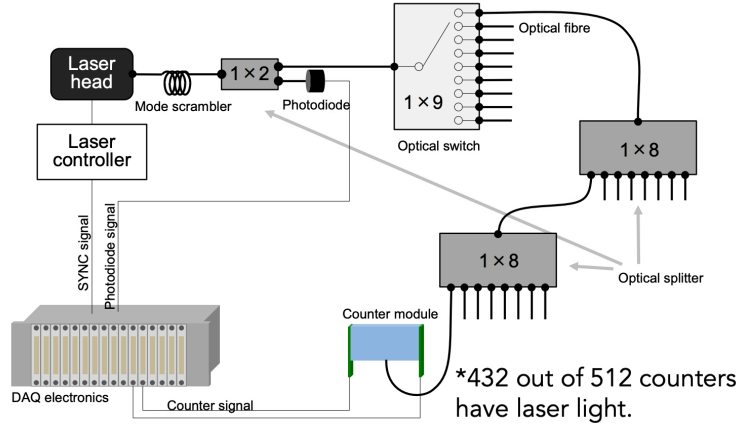 Laser
head
Mode scrambler
1×2
Photodiode
1×9
Optical switch
Optical fibre
1×8
Laser
controller
SYNC signal
Photodiode signal
1×8
Optical splitter
Counter module
DAQ electronics
Counter signal
*432 out of 512 counters
have laser light.